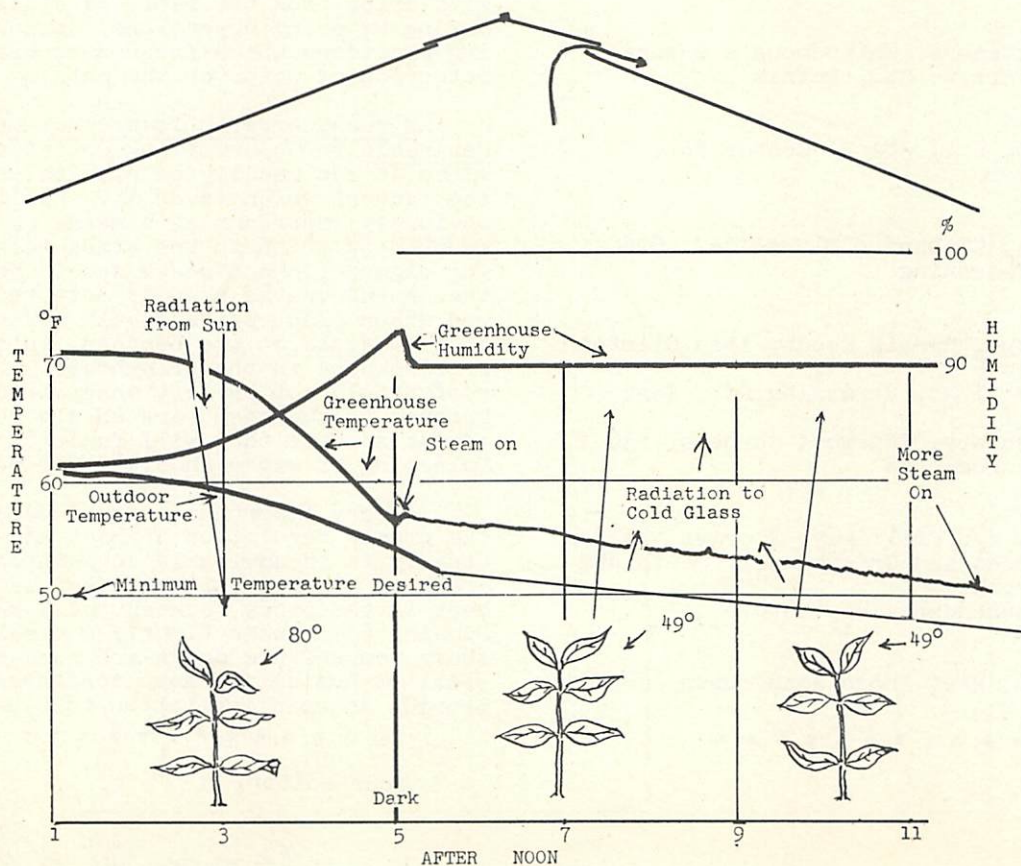 %
100
Radiation
from Sun
°F
Greenhouse
Humidity
HUMIDITY
TEMPERATURE
70
90
Greenhouse
Temperature
Steam on
More
Steam
On
60
Outdoor
Temperature
Radiation to
Cold Glass
Minimum Temperature Desired
50
80°
49°
49°
Dark
1 3 5 7 9 11
AFTER NOON